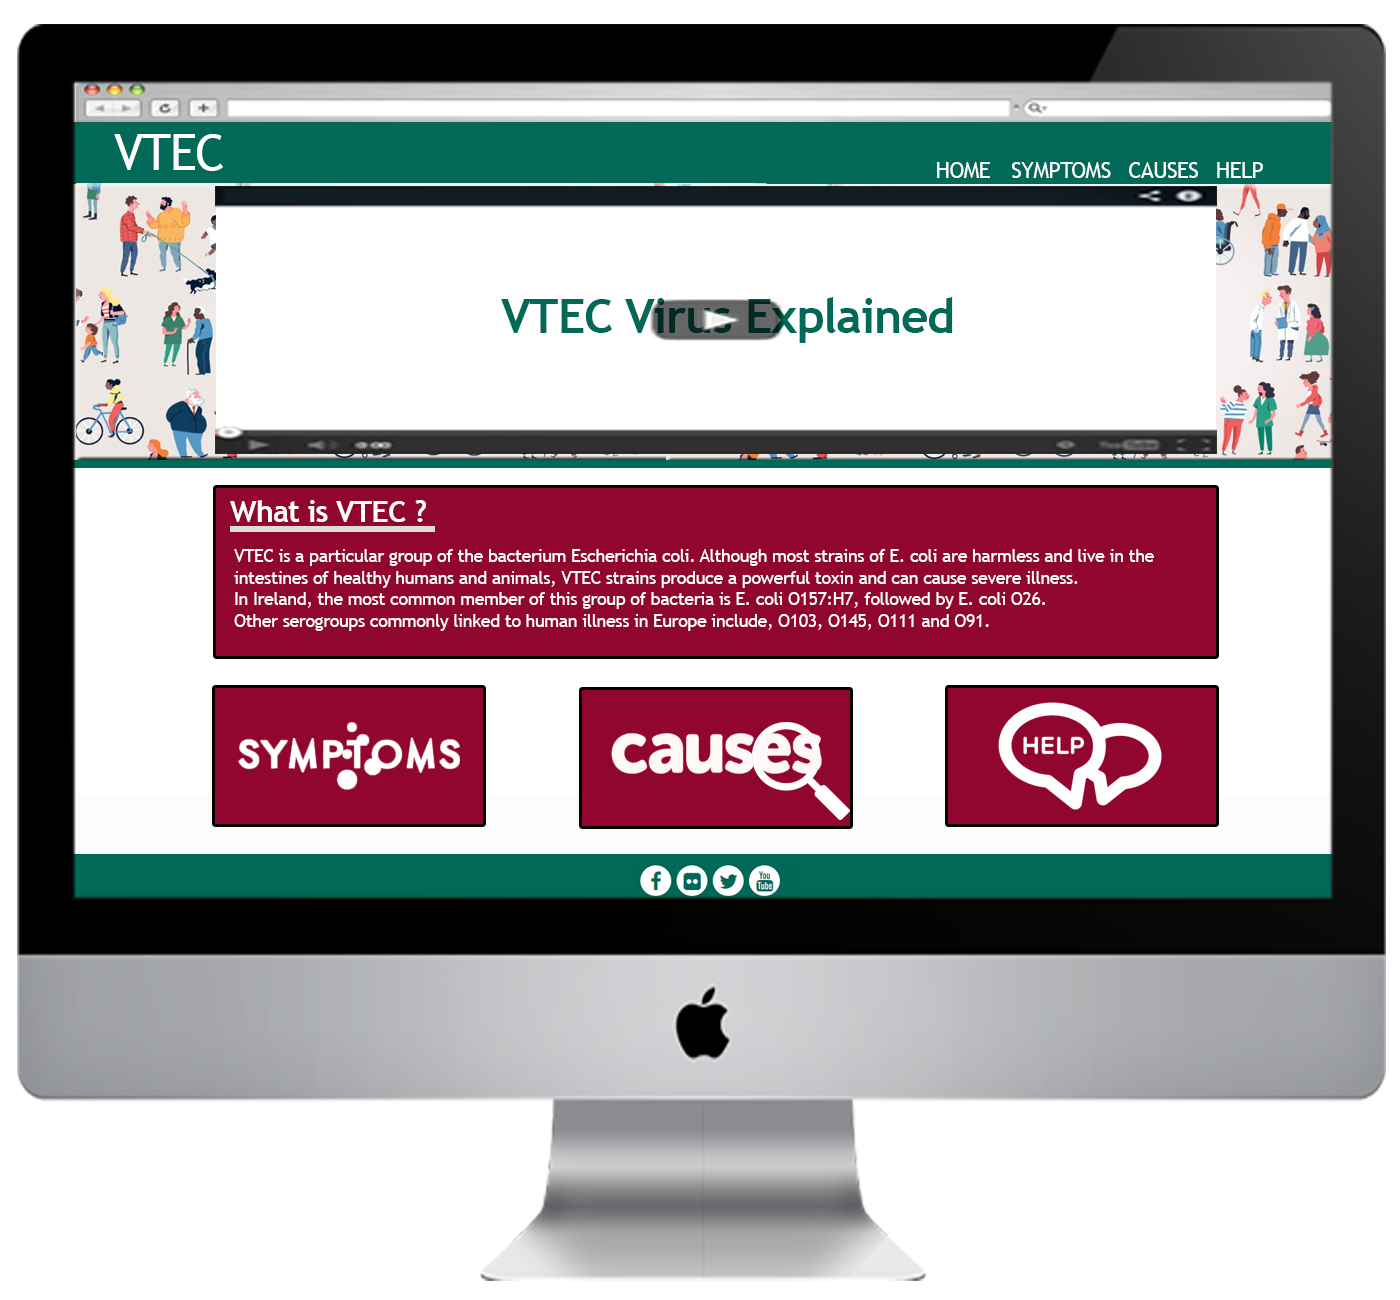 VTEC
HOME SYMPTOMS CAUSES HELP
VTEC Virus Explained
YouTube
What is VTEC ?
VTEC is a particular group of the bacterium Escherichia coli. Although most strains of E. coli are harmless and live in the
intestines of healthy humans and animals, VTEC strains produce a powerful toxin and can cause severe illness.
In Ireland, the most common member of this group of bacteria is E. coli O157:H7, followed by E. coli O26.
Other serogroups commonly linked to human illness in Europe include, O103, O145, O111 and O91.
SYMPTOMS
causes
HELP
You
Tube